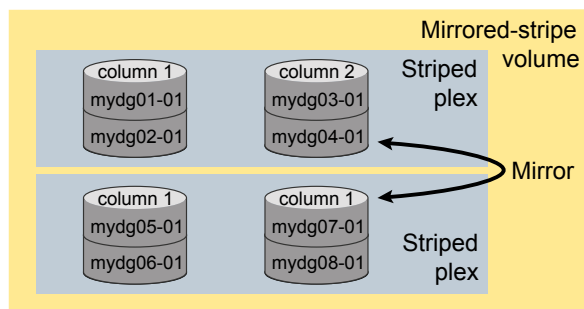 Mirrored-stripe
volume
column 1
mydg01-01
mydg02-01
column 2
mydg03-01
mydg04-01
Striped
plex
Mirror
column 1
mydg05-01
mydg06-01
column 1
mydg07-01
mydg08-01
Striped
plex